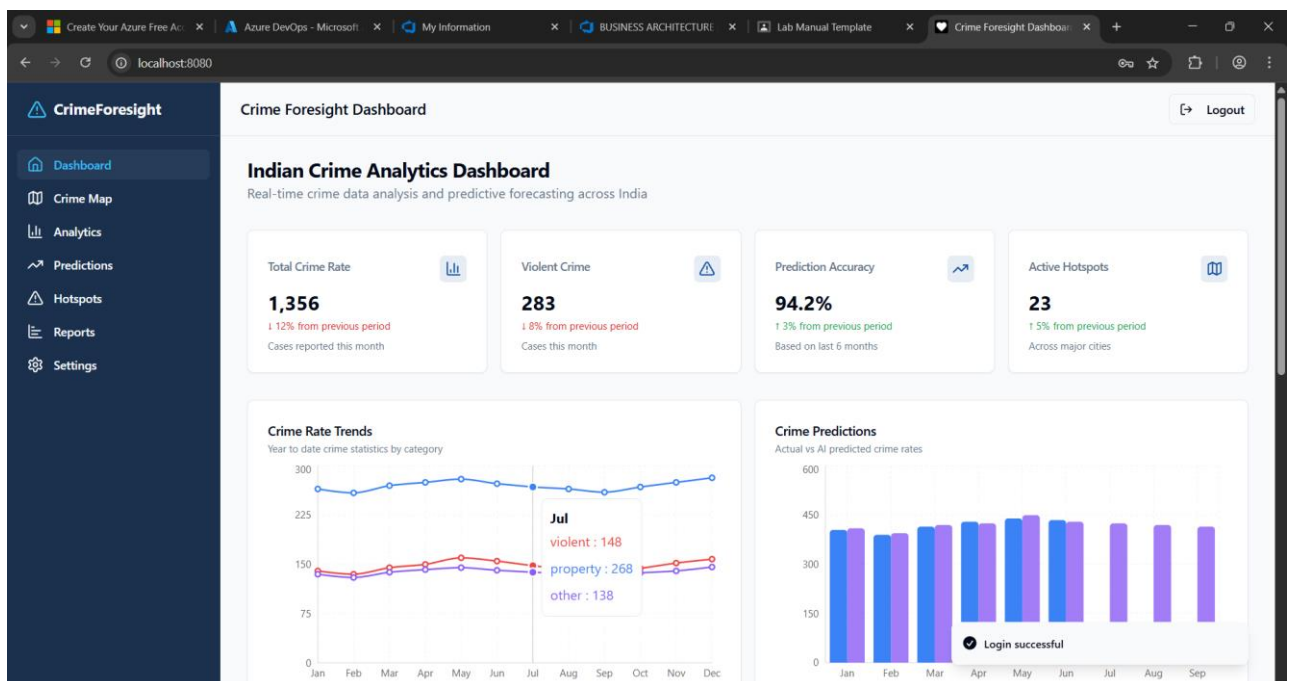 Create Your Azure Free Acc
Azure DevOps - Microsoft
My Information
BUSINESS ARCHITECTURE
Lab Manual Template
Crime Foresight Dashboar
localhost:8080
CrimeForesight
Dashboard
Crime Map
Analytics
Predictions
Hotspots
Reports
Settings
Crime Foresight Dashboard
Logout
Indian Crime Analytics Dashboard
Real-time crime data analysis and predictive forecasting across India
Total Crime Rate
1,356
↓ 12% from previous period
Cases reported this month
Violent Crime
283
↓ 8% from previous period
Cases this month
Prediction Accuracy
94.2%
↑ 3% from previous period
Based on last 6 months
Active Hotspots
23
↑ 5% from previous period
Across major cities
Crime Rate Trends
Year to date crime statistics by category
300
225
150
75
0
Jan Feb Mar Apr May Jun Jul Aug Sep Oct Nov Dec
Jul
violent : 148
property : 268
other : 138
Crime Predictions
Actual vs AI predicted crime rates
600
450
300
150
0
Jan Feb Mar Apr May Jun Jul Aug Sep
Login successful